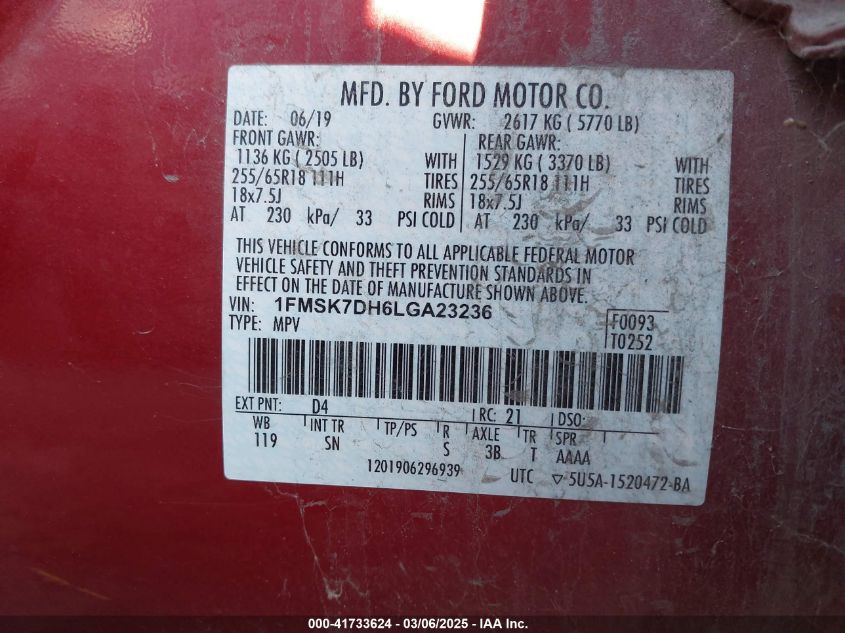 MFD. BY FORD MOTOR CO.
DATE: 06/19 GVWR: 2617 KG ( 5770 LB)
FRONT GAWR: REAR GAWR:
1136 KG ( 2505 LB) WITH 1529 KG ( 3370 LB) WITH
255/65R18 111H TIRES 255/65R18 111H TIRES
18x7.5J RIMS 18x7.5J RIMS
AT 230 kPa/ 33 PSI COLD AT 230 kPa/ 33 PSI COLD
THIS VEHICLE CONFORMS TO ALL APPLICABLE FEDERAL MOTOR
VEHICLE SAFETY AND THEFT PREVENTION STANDARDS IN
EFFECT ON THE DATE OF MANUFACTURE SHOWN ABOVE.
VIN: 1FMSK7DH6LGA23236 F0093
TYPE: MPV T0252
EXT PNT: D4 RC: 21 DSO:
WB INT TR TP/PS R AXLE TR SPR
119 SN S 3B T AAAA
1201906296939 UTC ▽5U5A-1520472-BA
000-41733624 - 03/06/2025 - IAAI Inc.